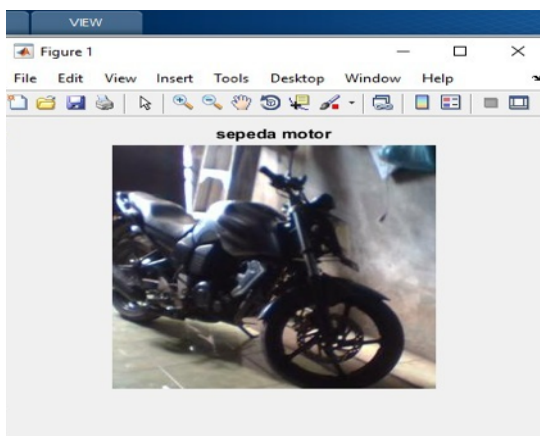 VIEW
Figure 1
File Edit View Insert Tools Desktop Window Help
sepeda motor